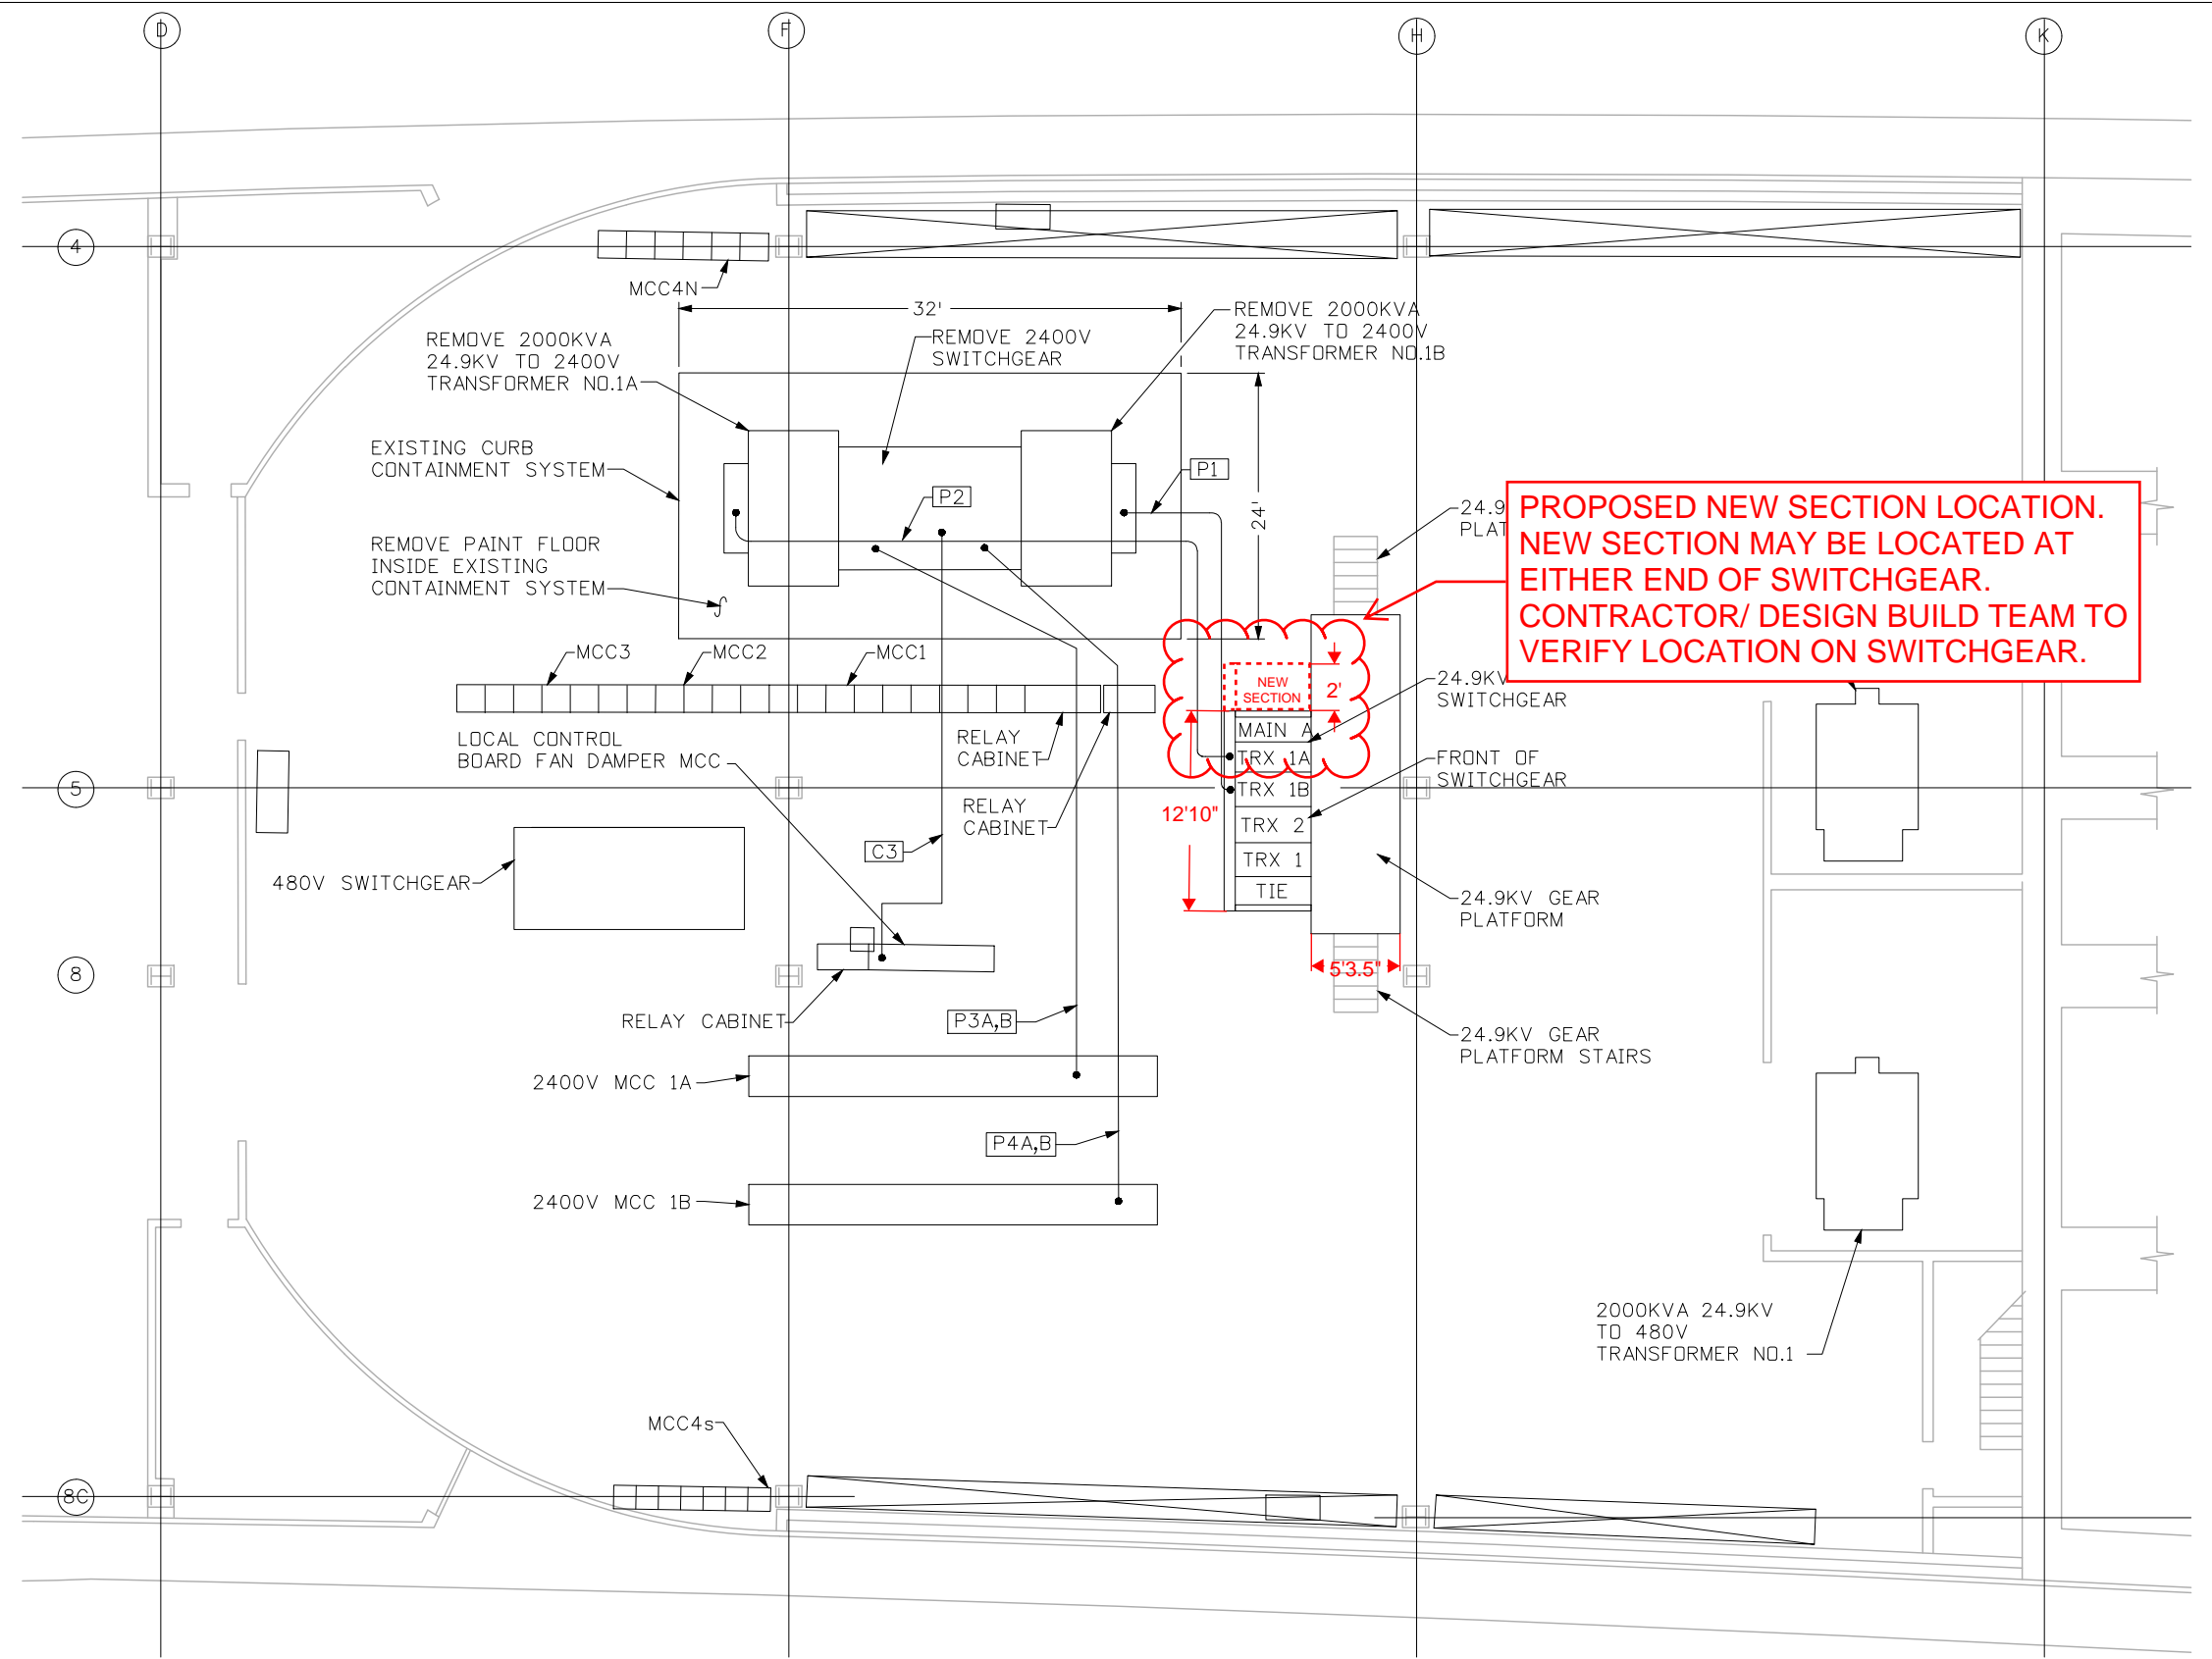 D
F
H
K
4
MCC4N
32'
REMOVE 2000KVA
24.9KV TO 2400V
TRANSFORMER NO.1B
REMOVE 2400V
SWITCHGEAR
REMOVE 2000KVA
24.9KV TO 2400V
TRANSFORMER NO.1A
EXISTING CURB
CONTAINMENT SYSTEM
P1
P2
24'
24.9
PLAT
PROPOSED NEW SECTION LOCATION.
NEW SECTION MAY BE LOCATED AT
EITHER END OF SWITCHGEAR.
CONTRACTOR/ DESIGN BUILD TEAM TO
VERIFY LOCATION ON SWITCHGEAR.
REMOVE PAINT FLOOR
INSIDE EXISTING
CONTAINMENT SYSTEM
MCC3
MCC2
MCC1
NEW
SECTION
2'
24.9KV
SWITCHGEAR
LOCAL CONTROL
BOARD FAN DAMPER MCC
RELAY
CABINET
MAIN A
TRX 1A
TRX 1B
TRX 2
TRX 1
TIE
FRONT OF
SWITCHGEAR
5
RELAY
CABINET
12'10"
C3
480V SWITCHGEAR
24.9KV GEAR
PLATFORM
8
5'3.5"
RELAY CABINET
P3A,B
24.9KV GEAR
PLATFORM STAIRS
2400V MCC 1A
P4A,B
2400V MCC 1B
2000KVA 24.9KV
TO 480V
TRANSFORMER NO.1
MCC4s
8C